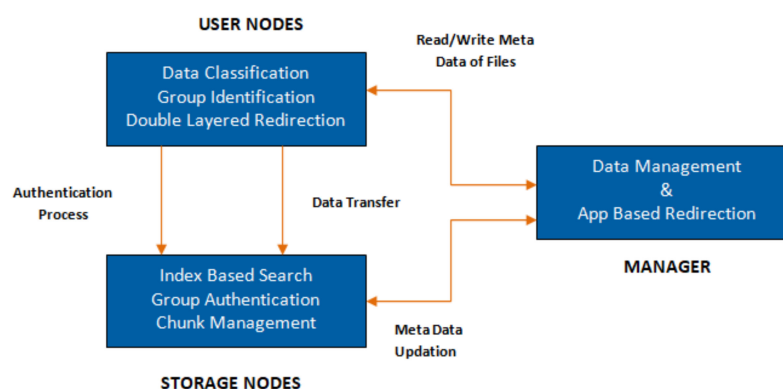 USER NODES
Read/Write Meta
Data of Files
Data Classification
Group Identification
Double Layered Redirection
Authentication
Process
Data Transfer
Data Management
&
App Based Redirection
MANAGER
Index Based Search
Group Authentication
Chunk Management
Meta Data
Updation
STORAGE NODES